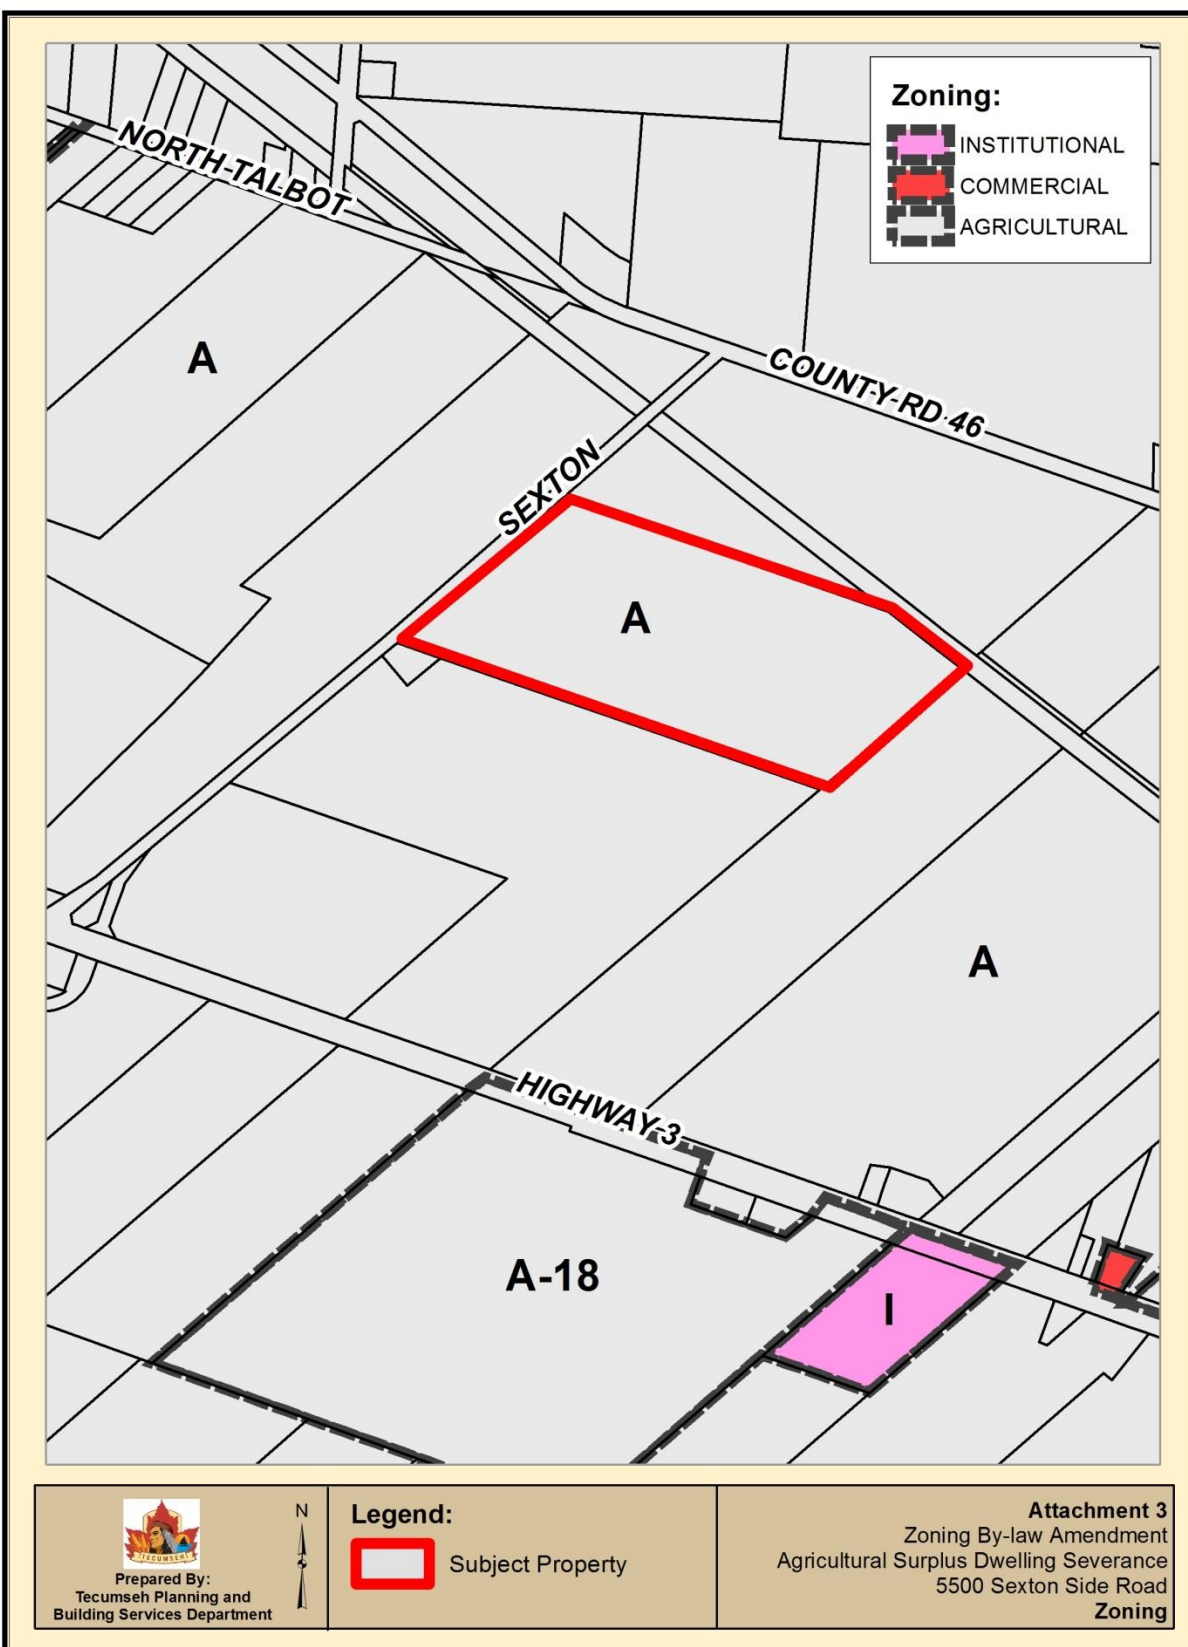 Zoning:
INSTITUTIONAL
COMMERCIAL
AGRICULTURAL
NORTH TALBOT
A
COUNTY RD 46
SEXTON
A
A
HIGHWAY 3
A-18
I
TECUMSEH
Prepared By:
Tecumseh Planning and
Building Services Department
N
Legend:
Subject Property
Attachment 3
Zoning By-law Amendment
Agricultural Surplus Dwelling Severance
5500 Sexton Side Road
Zoning